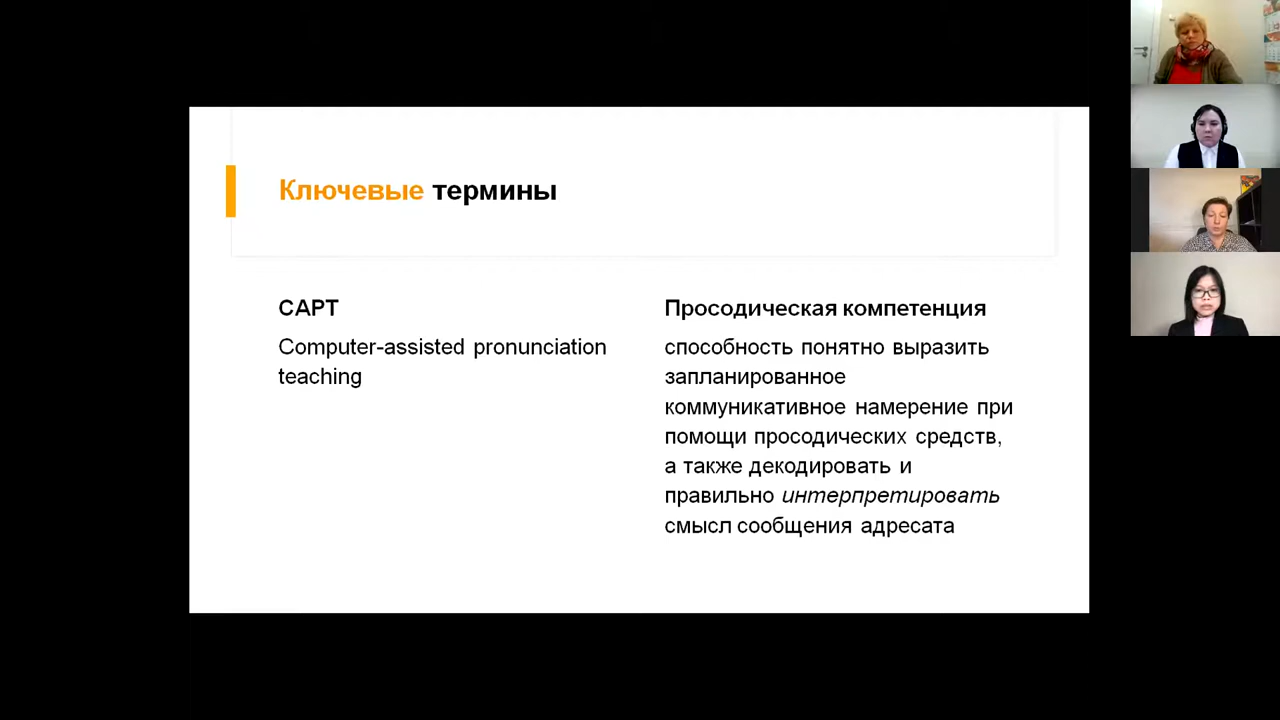 Ключевые термины
CAPT
Computer-assisted pronunciation
teaching
Просодическая компетенция
способность понятно выразить
запланированное
коммуникативное намерение при
помощи просодических средств,
а также декодировать и
правильно интерпретировать
смысл сообщения адресата